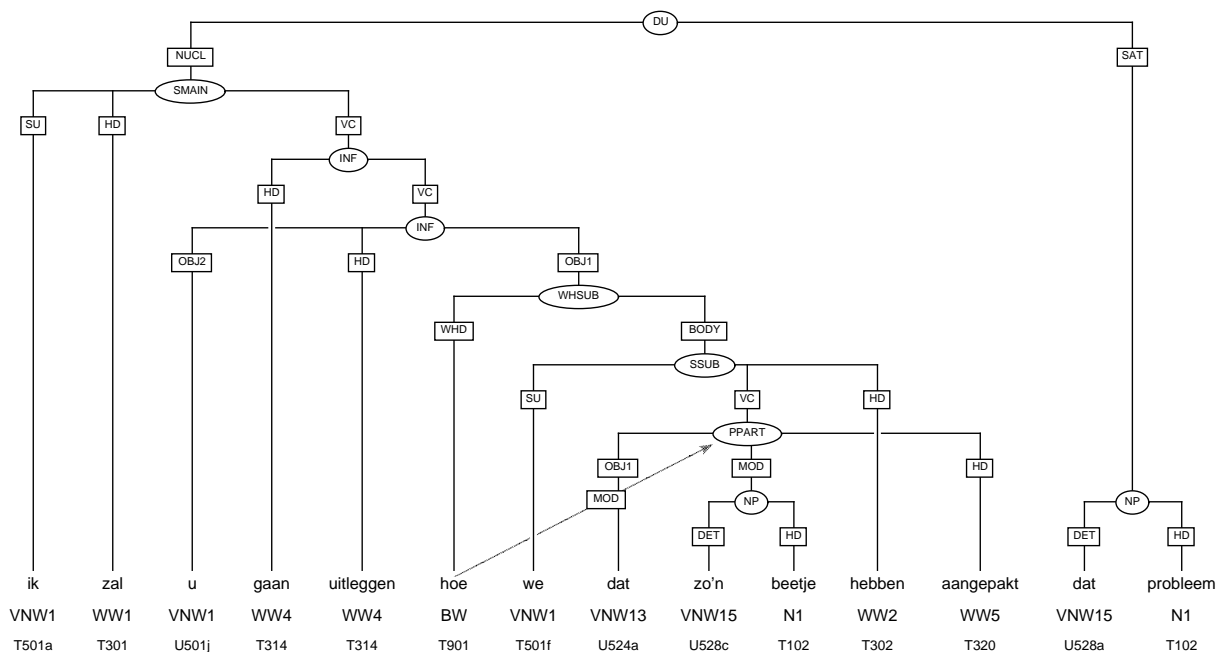 DU
NUCL SAT
SMAIN
SU HD VC
INF
HD VC
INF
OBJ2 HD OBJ1
WHSUB
WHD BODY
SSUB
SU VC HD
PPART
OBJ1 MOD HD
MOD NP NP
DET HD DET HD
ik zal u gaan uitleggen hoe we dat zo'n beetje hebben aangepakt dat probleem
VNW1 WW1 VNW1 WW4 WW4 BW VNW1 VNW13 VNW15 N1 WW2 WW5 VNW15 N1
T501a T301 U501j T314 T314 T901 T501f U524a U528c T102 T302 T320 U528a T102